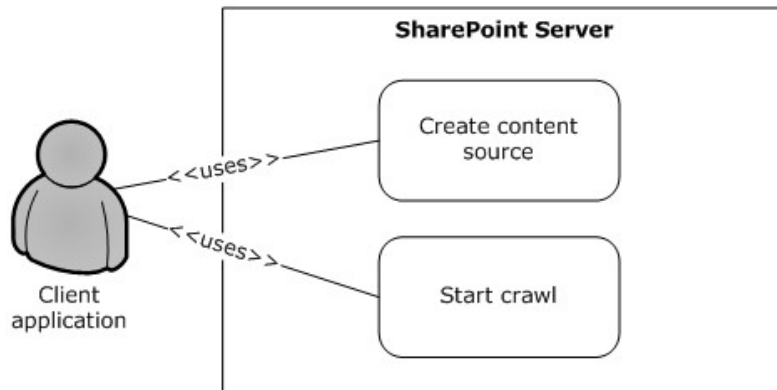 SharePoint Server
Create content
source
<<uses>>
<<uses>>
Start crawl
Client
application